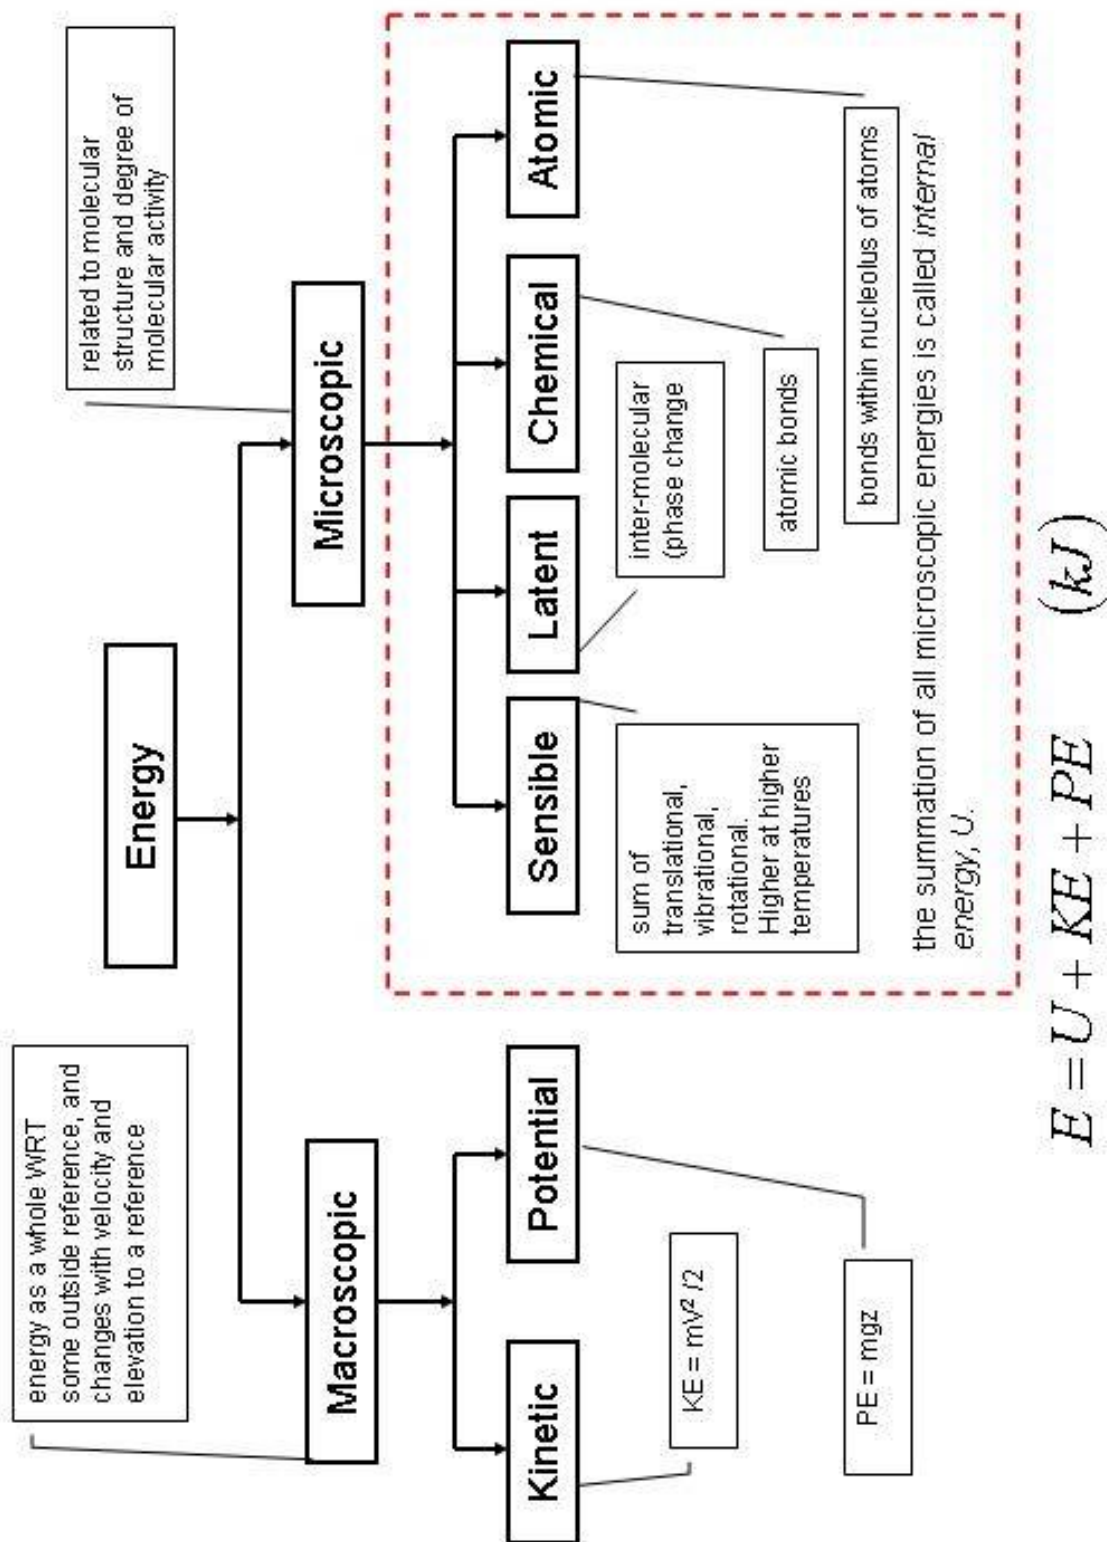 Energy
energy as a whole WRT
some outside reference, and
changes with velocity and
elevation to a reference
related to molecular
structure and degree of
molecular activity
Macroscopic
Microscopic
Kinetic
Potential
Sensible
Latent
Chemical
Atomic
KE = mV² /2
PE = mgz
sum of
translational,
vibrational,
rotational.
Higher at higher
temperatures
inter-molecular
(phase change
atomic bonds
bonds within nucleolus of atoms
the summation of all microscopic energies is called internal
energy, U.
E = U + KE + PE (kJ)